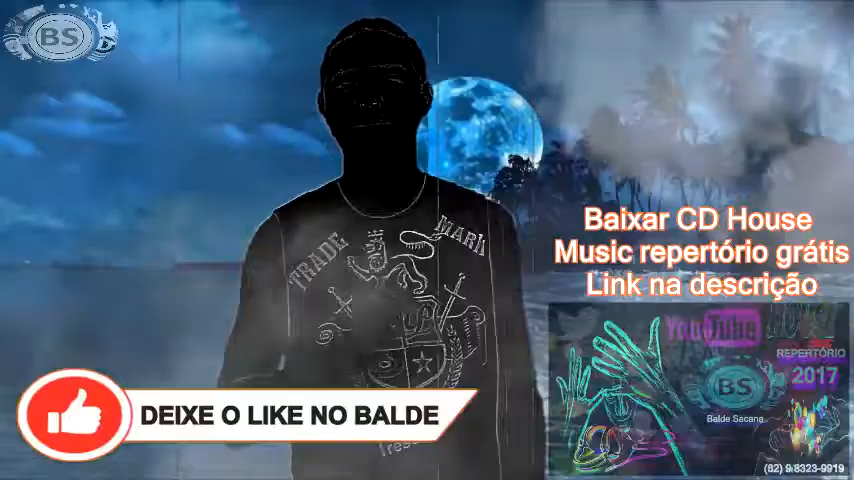 BS
TRADE MARK
Baixar CD House
Music repertório grátis
Link na descrição
YouTube
REPERTÓRIO
2017
BS
Balde Sacana
DEIXE O LIKE NO BALDE
(62) 9/8323-9919